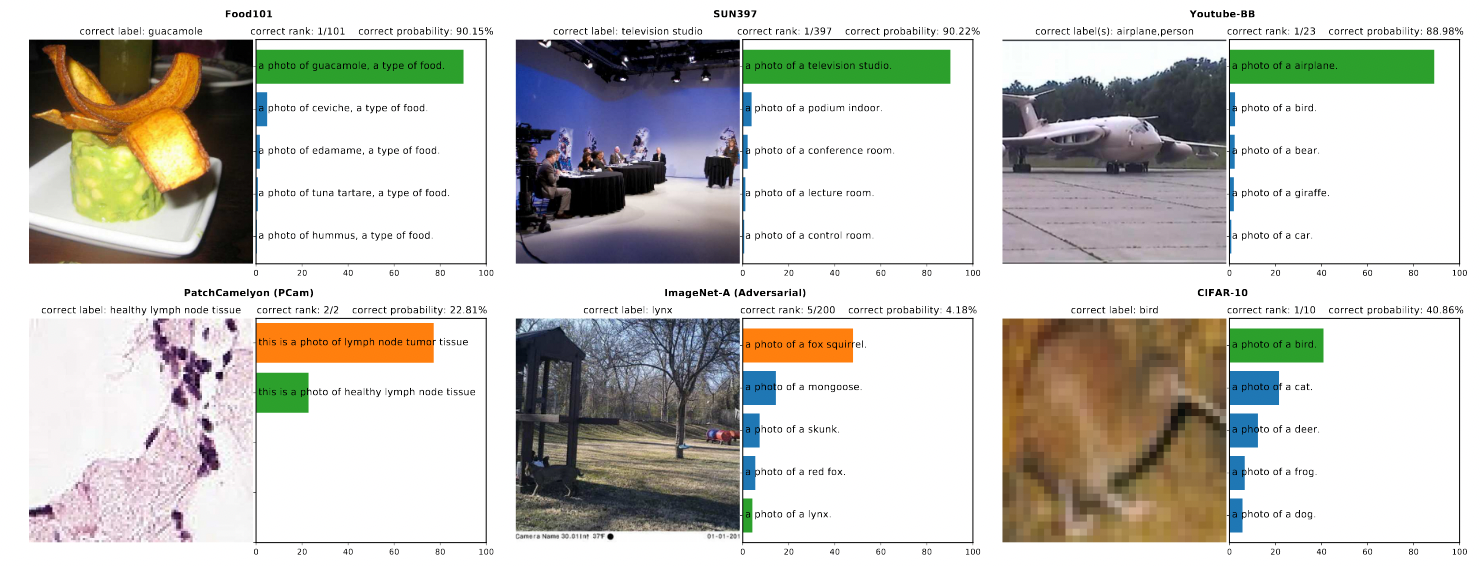 Food101
correct label: guacamole correct rank: 1/101 correct probability: 90.15%
a photo of guacamole, a type of food.
a photo of ceviche, a type of food.
a photo of edamame, a type of food.
a photo of tuna tartare, a type of food.
a photo of hummus, a type of food.
0 20 40 60 80 100
SUN397
correct label: television studio correct rank: 1/397 correct probability: 90.22%
a photo of a television studio.
a photo of a podium indoor.
a photo of a conference room.
a photo of a lecture room.
a photo of a control room.
0 20 40 60 80 100
Youtube-BB
correct label(s): airplane,person correct rank: 1/23 correct probability: 88.98%
a photo of a airplane.
a photo of a bird.
a photo of a bear.
a photo of a giraffe.
a photo of a car.
0 20 40 60 80 100
PatchCamelyon (PCam)
correct label: healthy lymph node tissue correct rank: 2/2 correct probability: 22.81%
this is a photo of lymph node tumor tissue
this is a photo of healthy lymph node tissue
0 20 40 60 80 100
ImageNet-A (Adversarial)
correct label: lynx correct rank: 5/200 correct probability: 4.18%
a photo of a fox squirrel.
a photo of a mongoose.
a photo of a skunk.
a photo of a red fox.
a photo of a lynx.
Camera Name 01-01-201
0 20 40 60 80 100
CIFAR-10
correct label: bird correct rank: 1/10 correct probability: 40.86%
a photo of a bird.
a photo of a cat.
a photo of a deer.
a photo of a frog.
a photo of a dog.
0 20 40 60 80 100